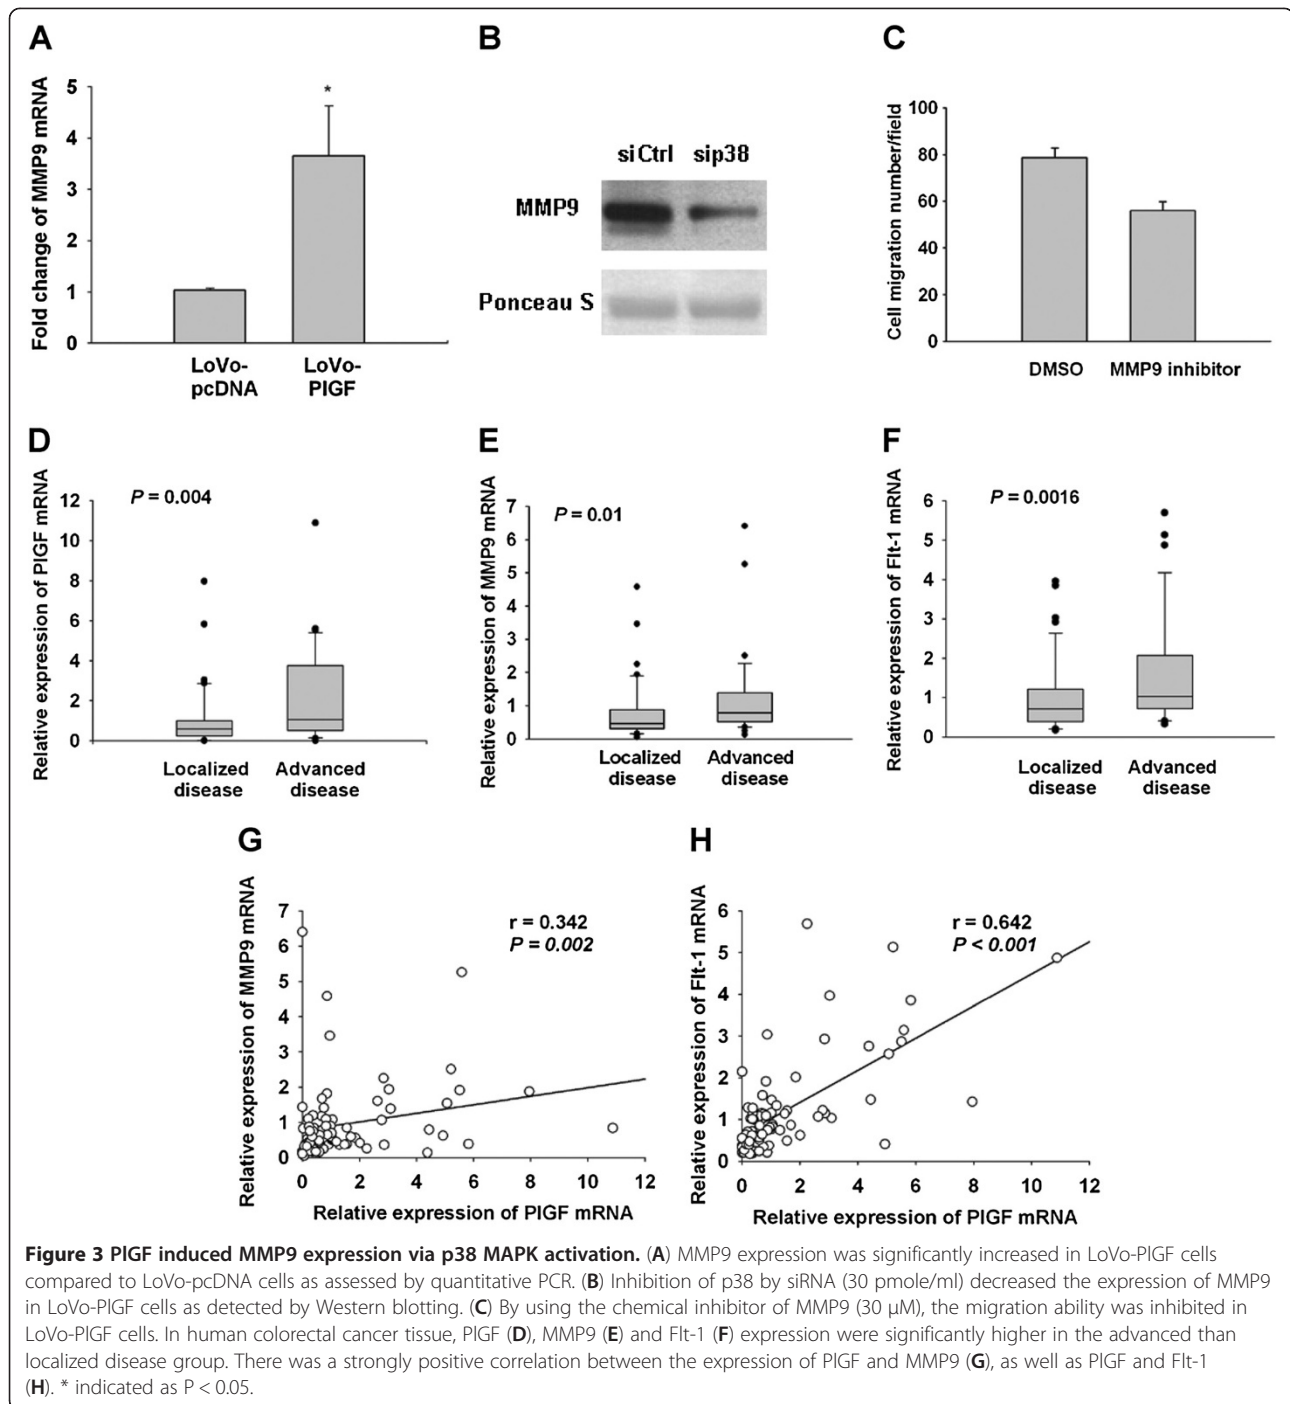 A
Fold change of MMP9 mRNA
5
4
3
2
1
0
*
LoVo-
pcDNA
LoVo-
PIGF
B
siCtrl sip38
MMP9
Ponceau S
C
Cell migration number/field
100
80
60
40
20
0
DMSO
MMP9 inhibitor
D
Relative expression of PIGF mRNA
P = 0.004
12
10
8
6
4
2
0
Localized
disease
Advanced
disease
E
Relative expression of MMP9 mRNA
P = 0.01
7
6
5
4
3
2
1
0
Localized
disease
Advanced
disease
F
Relative expression of Flt-1 mRNA
P = 0.0016
6
5
4
3
2
1
0
Localized
disease
Advanced
disease
G
Relative expression of MMP9 mRNA
r = 0.342
P = 0.002
7
6
5
4
3
2
1
0
0 2 4 6 8 10 12
Relative expression of PIGF mRNA
H
Relative expression of Flt-1 mRNA
r = 0.642
P < 0.001
6
5
4
3
2
1
0
0 2 4 6 8 10 12
Relative expression of PIGF mRNA
Figure 3 PlGF induced MMP9 expression via p38 MAPK activation. (A) MMP9 expression was significantly increased in LoVo-PlGF cells
compared to LoVo-pcDNA cells as assessed by quantitative PCR. (B) Inhibition of p38 by siRNA (30 pmole/ml) decreased the expression of MMP9
in LoVo-PlGF cells as detected by Western blotting. (C) By using the chemical inhibitor of MMP9 (30 μM), the migration ability was inhibited in
LoVo-PlGF cells. In human colorectal cancer tissue, PlGF (D), MMP9 (E) and Flt-1 (F) expression were significantly higher in the advanced than
localized disease group. There was a strongly positive correlation between the expression of PlGF and MMP9 (G), as well as PlGF and Flt-1
(H). * indicated as P < 0.05.